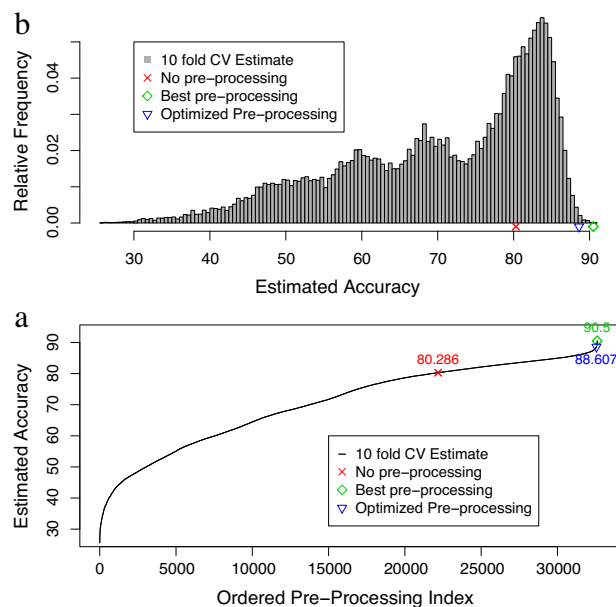 b
Relative Frequency
0.00
0.02
0.04
10 fold CV Estimate
No pre-processing
Best pre-processing
Optimized Pre-processing
30 40 50 60 70 80 90
Estimated Accuracy
a
Estimated Accuracy
30 40 50 60 70 80 90
90.5
80.286
88.607
10 fold CV Estimate
No pre-processing
Best pre-processing
Optimized Pre-processing
0 5000 10000 15000 20000 25000 30000
Ordered Pre-Processing Index